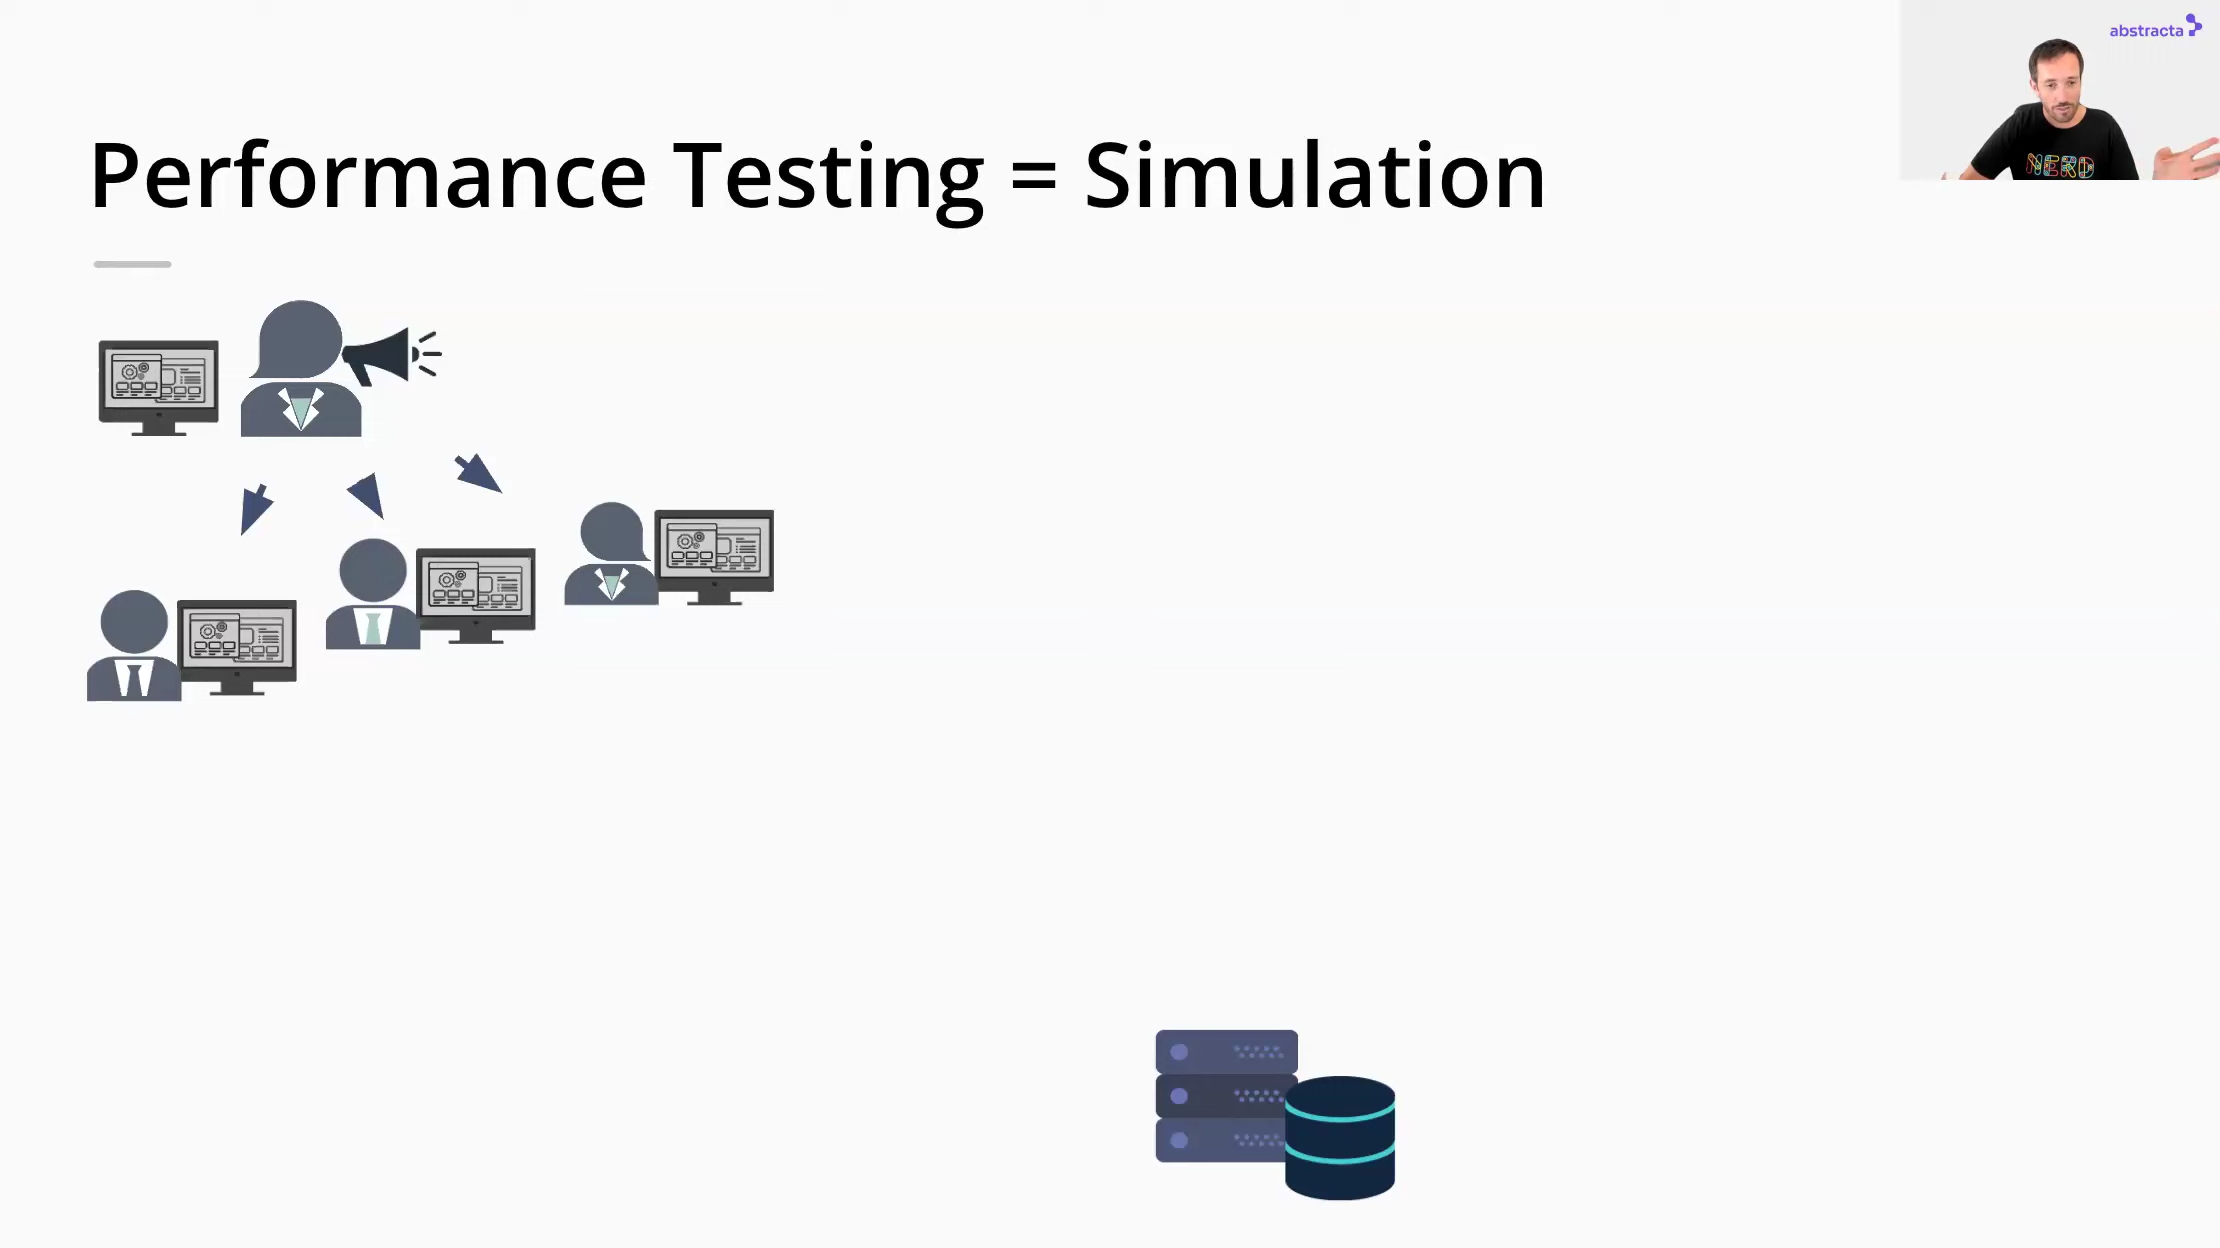 abstracta
Performance Testing = Simulation
NERD